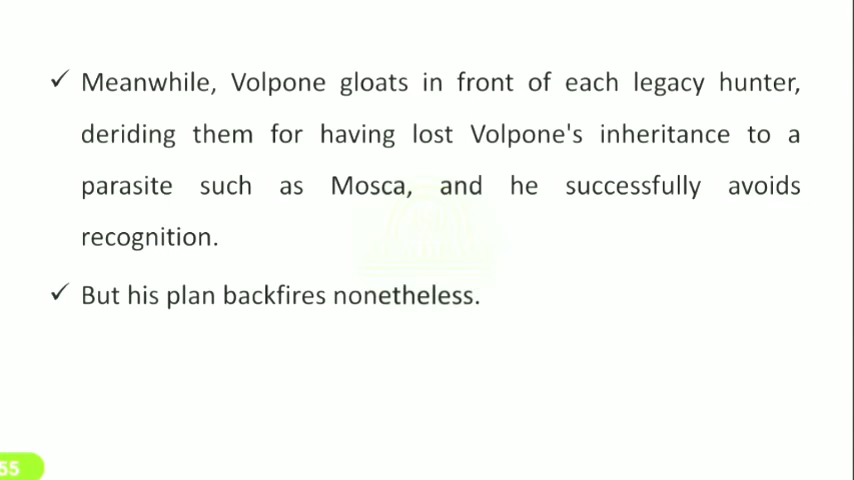 ✓ Meanwhile, Volpone gloats in front of each legacy hunter,
deriding them for having lost Volpone's inheritance to a
parasite such as Mosca, and he successfully avoids
recognition.
✓ But his plan backfires nonetheless.
55